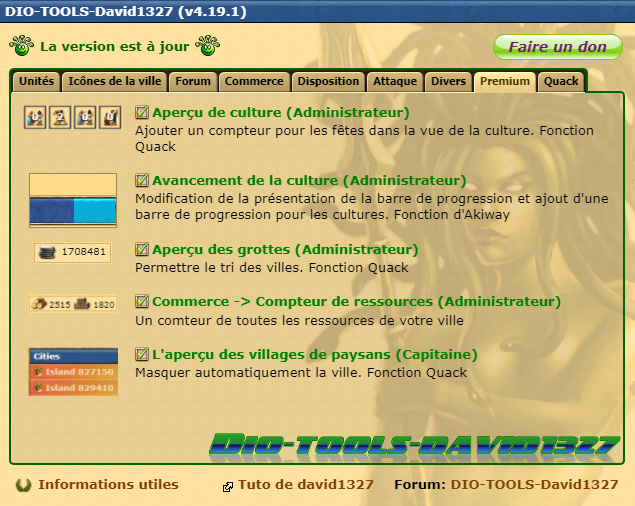 DIO-TOOLS-David1327 (v4.19.1)
La version est à jour
Faire un don
Unités Icônes de la ville Forum Commerce Disposition Attaque Divers Premium Quack
Aperçu de culture (Administrateur)
Ajouter un compteur pour les fêtes dans la vue de la culture. Fonction
Quack
Avancement de la culture (Administrateur)
Modification de la présentation de la barre de progression et ajout d'une
barre de progression pour les cultures. Fonction d'Akiway
1708481
Aperçu des grottes (Administrateur)
Permettre le tri des villes. Fonction Quack
2515 1820
Commerce -> Compteur de ressources (Administrateur)
Un comteur de toutes les ressources de votre ville
Cities
Island 827150
Island 829410
L'aperçu des villages de paysans (Capitaine)
Masquer automatiquement la ville. Fonction Quack
Dio-tools-david1327
Informations utiles
Tuto de david1327
Forum: DIO-TOOLS-David1327